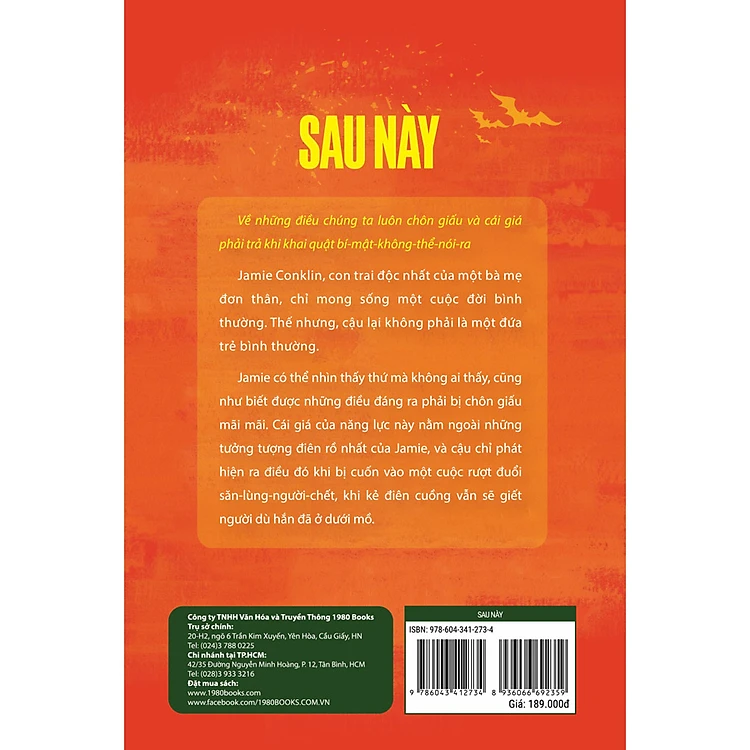 SAU NÀY
Về những điều chúng ta luôn chôn giấu và cái giá
phải trả khi khai quật bí-mật-không-thể-nói-ra
Jamie Conklin, con trai độc nhất của một bà mẹ
đơn thân, chỉ mong sống một cuộc đời bình
thường. Thế nhưng, cậu lại không phải là một đứa
trẻ bình thường.
Jamie có thể nhìn thấy thứ mà không ai thấy, cũng
như biết được những điều đáng ra phải bị chôn giấu
mãi mãi. Cái giá của năng lực này nằm ngoài những
tưởng tượng điên rồ nhất của Jamie, và cậu chỉ phát
hiện ra điều đó khi bị cuốn vào một cuộc rượt đuổi
săn-lùng-người-chết, khi kẻ điên cuồng vẫn sẽ giết
người dù hắn đã ở dưới mồ.
Công ty TNHH Văn Hóa và Truyền Thông 1980 Books
Trụ sở chính:
20-H2, ngõ 6 Trần Kim Xuyến, Yên Hòa, Cầu Giấy, HN
Tel: (024)3 788 0225
Chi nhánh tại TP.HCM:
42/35 Đường Nguyễn Minh Hoàng, P. 12, Tân Bình, HCM
Tel: (028)3 933 3216
Đặt mua sách:
www.1980books.com
www.facebook.com/1980BOOKS.COM.VN
SAU NÀY
ISBN: 978-604-341-273-4
9 786043 412734
8 936066 692359
Giá: 189.000đ